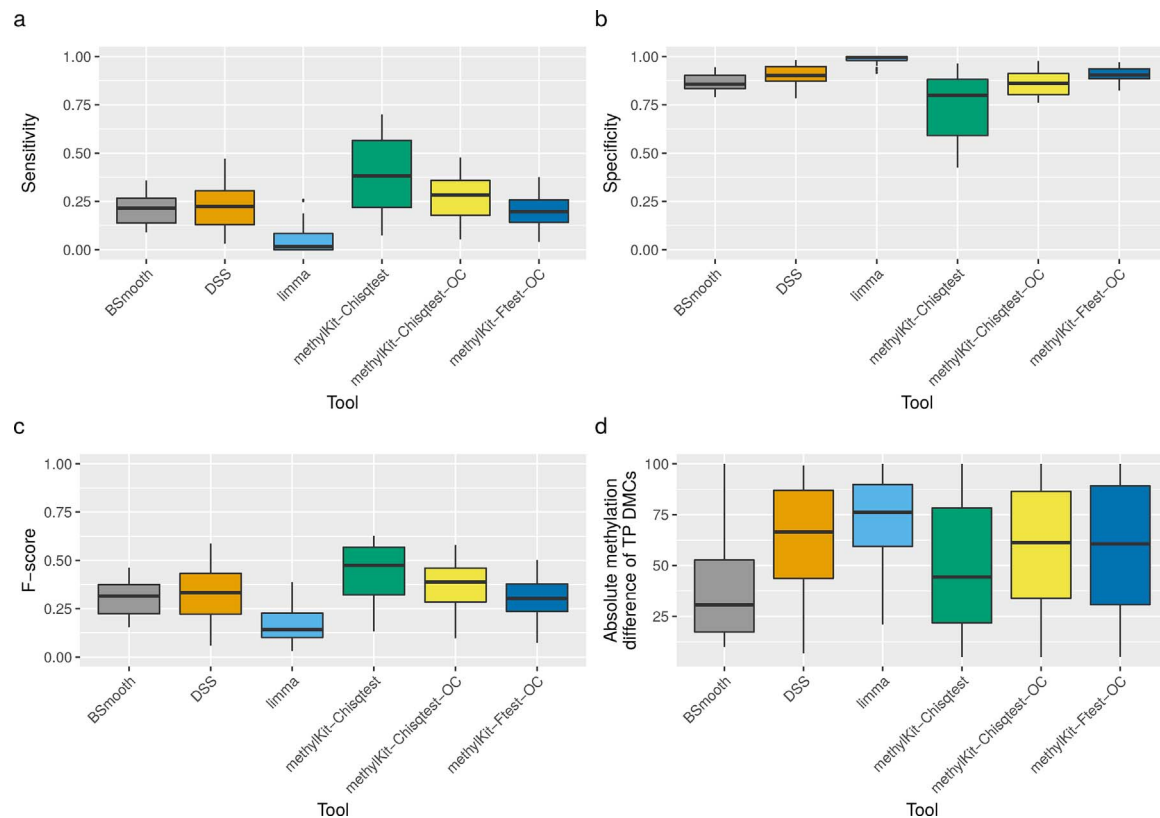 a
Sensitivity
1.00
0.75
0.50
0.25
0.00
BSmooth
DSS
limma
methylKit−Chisqtest
methylKit−Chisqtest−OC
methylKit−Ftest−OC
Tool
b
Specificity
1.00
0.75
0.50
0.25
0.00
BSmooth
DSS
limma
methylKit−Chisqtest
methylKit−Chisqtest−OC
methylKit−Ftest−OC
Tool
c
F−score
1.00
0.75
0.50
0.25
0.00
BSmooth
DSS
limma
methylKit−Chisqtest
methylKit−Chisqtest−OC
methylKit−Ftest−OC
Tool
d
Absolute methylation
difference of TP DMCs
100
75
50
25
BSmooth
DSS
limma
methylKit−Chisqtest
methylKit−Chisqtest−OC
methylKit−Ftest−OC
Tool